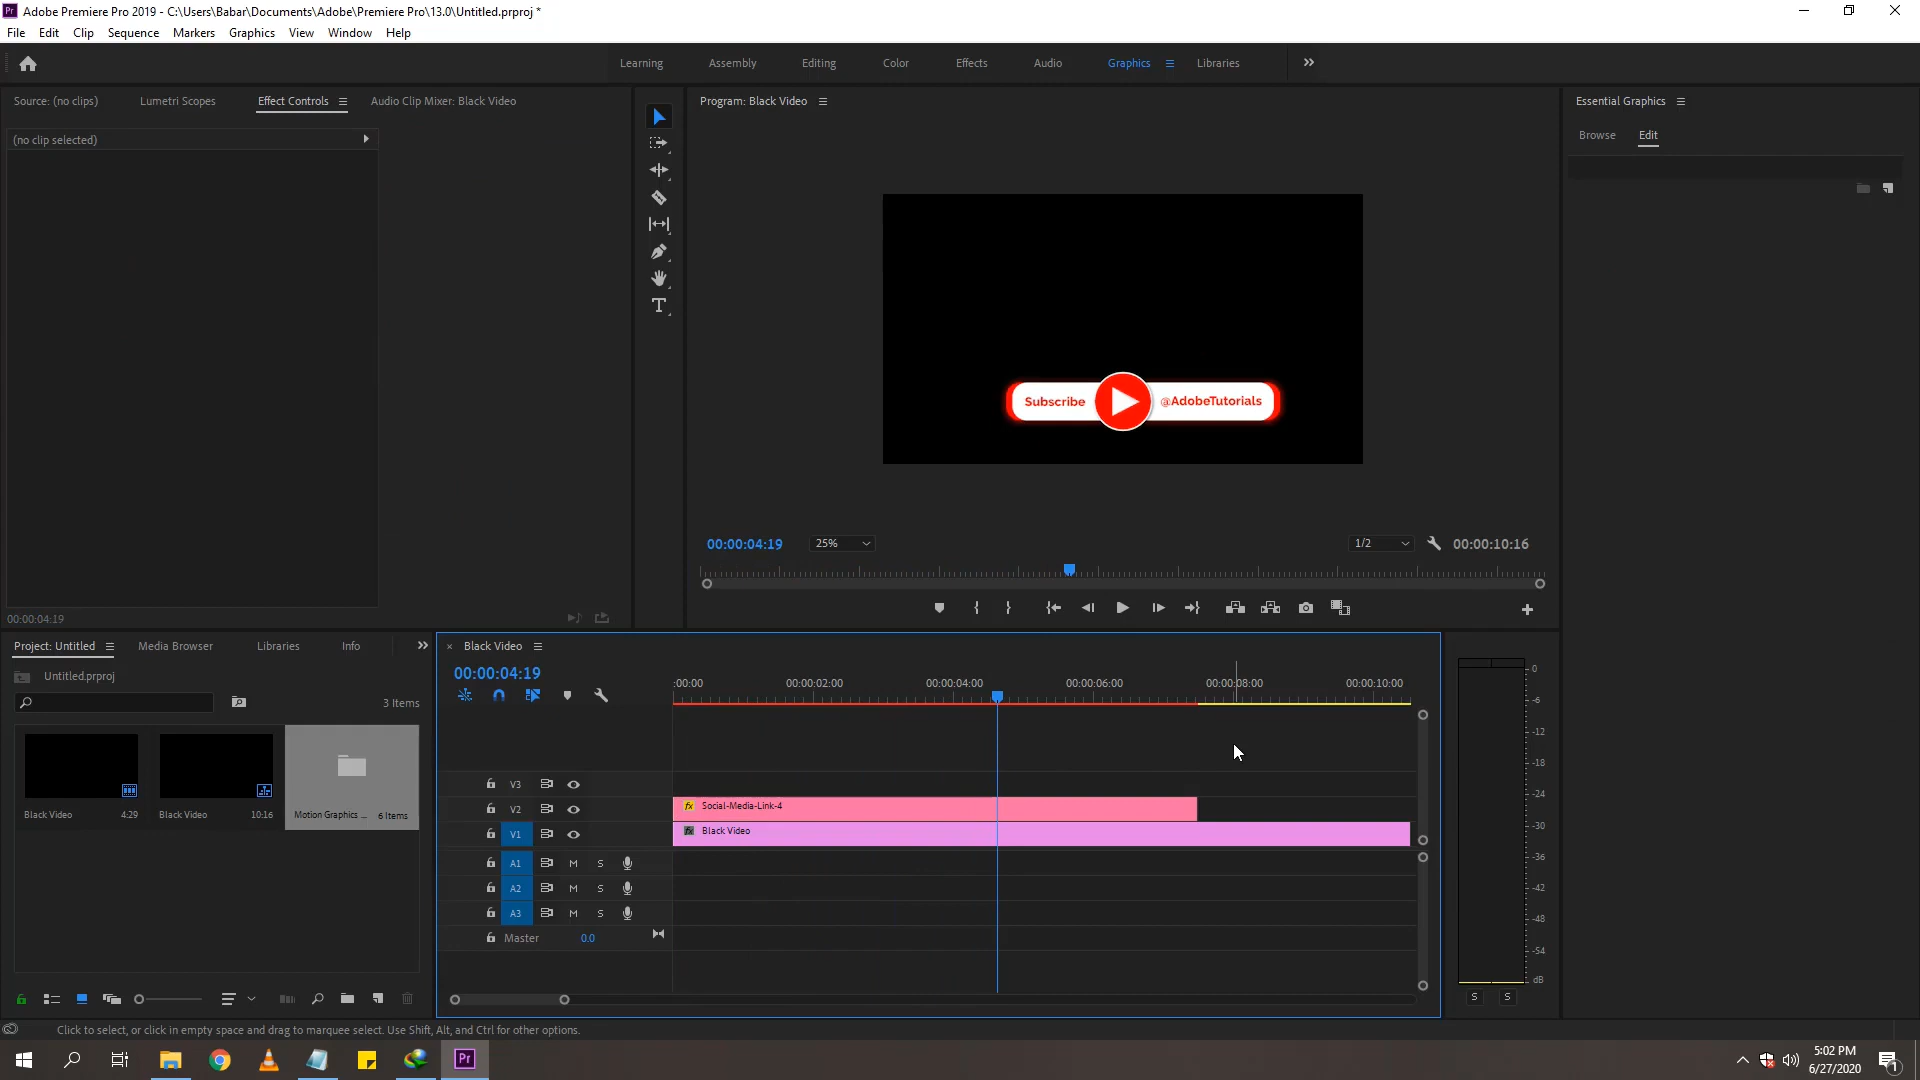 Pr Adobe Premiere Pro 2019 - C:\Users\Babar\Documents\Adobe\Premiere Pro\13.0\Untitled.prproj *
File Edit Clip Sequence Markers Graphics View Window Help
Learning Assembly Editing Color Effects Audio Graphics Libraries
Source: (no clips) Lumetri Scopes Effect Controls Audio Clip Mixer: Black Video
(no clip selected)
00:00:04:19
Program: Black Video
Subscribe @AdobeTutorials
00:00:04:19 25% 1/2 00:00:10:16
Essential Graphics
Browse Edit
Project: Untitled Media Browser Libraries Info
Untitled.prproj
3 Items
Black Video 4:29 Black Video 10:16 Motion Graphics ... 6 Items
Black Video
00:00:04:19
:00:00 00:00:02:00 00:00:04:00 00:00:06:00 00:00:08:00 00:00:10:00
V3
V2 fx Social-Media-Link-4
V1 fx Black Video
A1 M S
A2 M S
A3 M S
Master 0.0
0
-6
-12
-18
-24
-30
-36
-42
-48
-54
dB
S S
Click to select, or click in empty space and drag to marquee select. Use Shift, Alt, and Ctrl for other options.
Pr
5:02 PM
6/27/2020
1